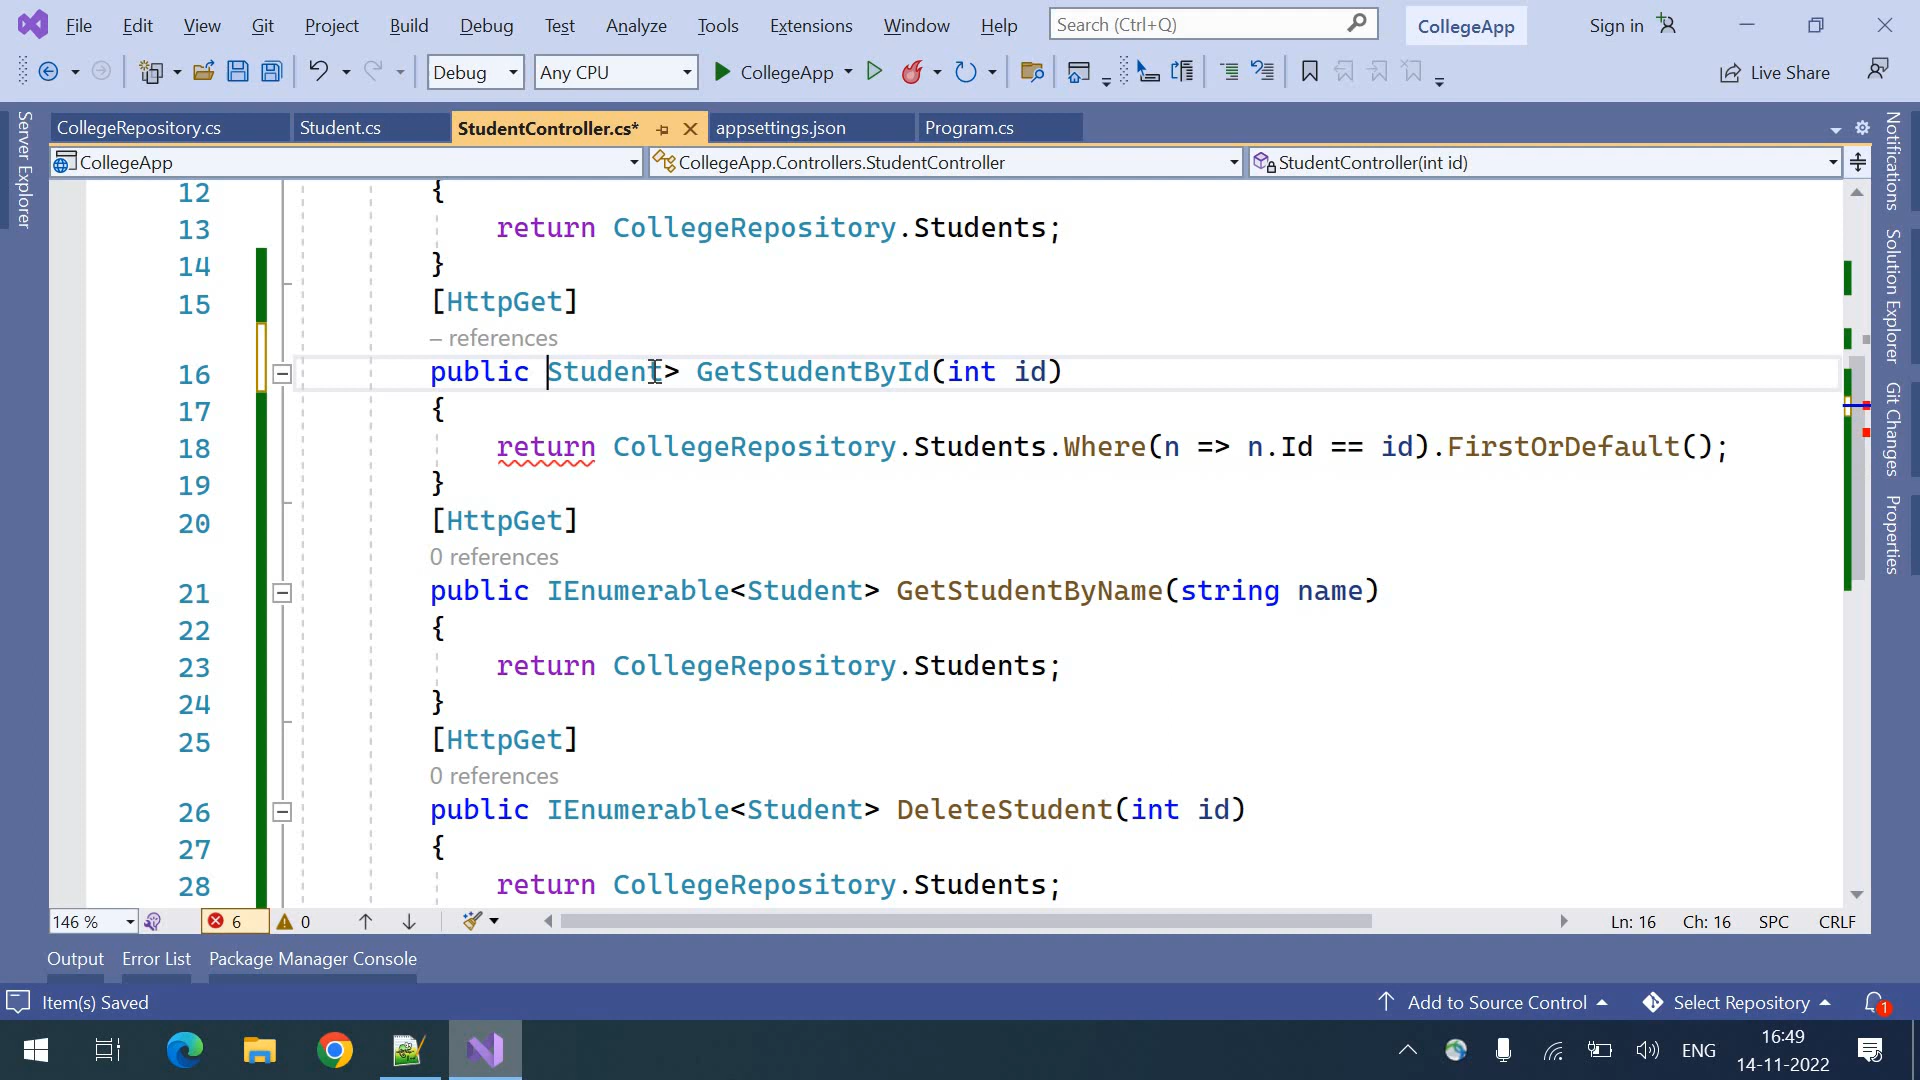 File Edit View Git Project Build Debug Test Analyze Tools Extensions Window Help Search (Ctrl+Q) CollegeApp Sign in
Debug Any CPU CollegeApp Live Share
CollegeRepository.cs Student.cs StudentController.cs* appsettings.json Program.cs
CollegeApp CollegeApp.Controllers.StudentController StudentController(int id)
Server Explorer
Notifications
Solution Explorer
Git Changes
Properties
12 {
13 return CollegeRepository.Students;
14 }
15 [HttpGet]
– references
16 public Student> GetStudentById(int id)
17 {
18 return CollegeRepository.Students.Where(n => n.Id == id).FirstOrDefault();
19 }
20 [HttpGet]
0 references
21 public IEnumerable<Student> GetStudentByName(string name)
22 {
23 return CollegeRepository.Students;
24 }
25 [HttpGet]
0 references
26 public IEnumerable<Student> DeleteStudent(int id)
27 {
28 return CollegeRepository.Students;
146 % 6 0 Ln: 16 Ch: 16 SPC CRLF
Output Error List Package Manager Console
Item(s) Saved Add to Source Control Select Repository 1
ENG 16:49
14-11-2022